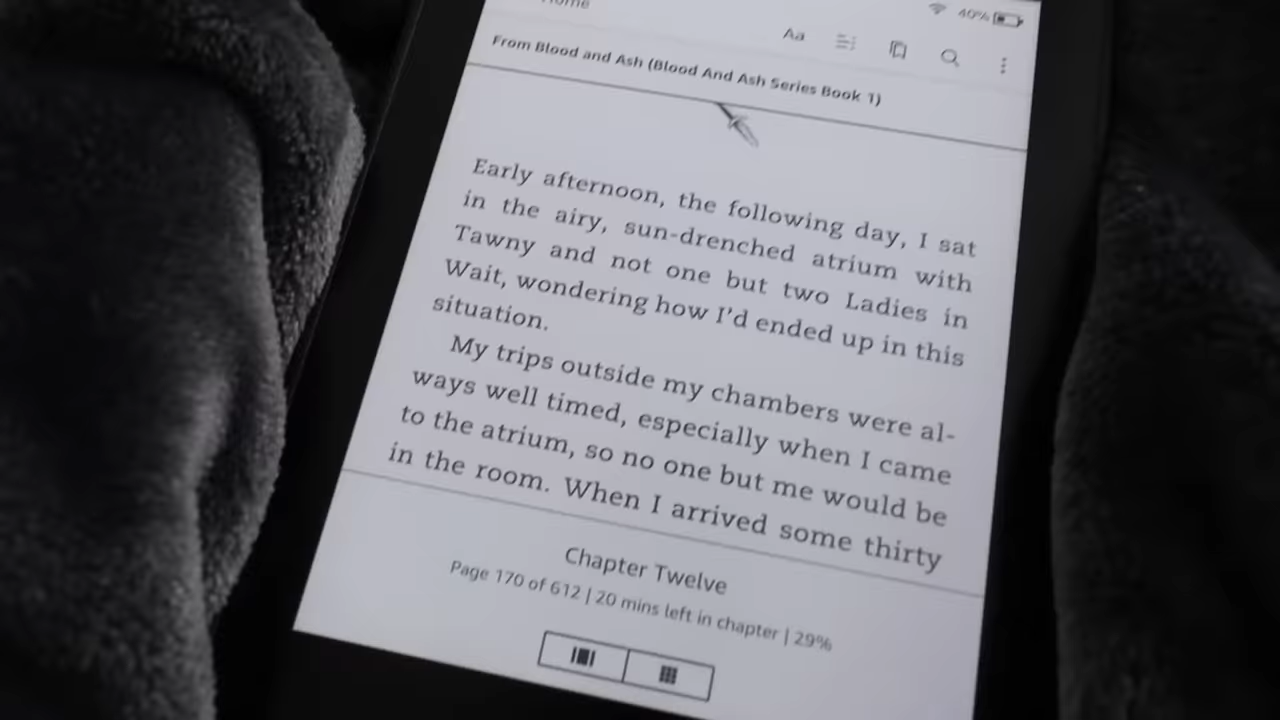 Home
40%
Aa
From Blood and Ash (Blood And Ash Series Book 1)
Early afternoon, the following day, I sat
in the airy, sun-drenched atrium with
Tawny and not one but two Ladies in
Wait, wondering how I'd ended up in this
situation.
My trips outside my chambers were al-
ways well timed, especially when I came
to the atrium, so no one but me would be
in the room. When I arrived some thirty
Chapter Twelve
Page 170 of 612 | 20 mins left in chapter | 29%